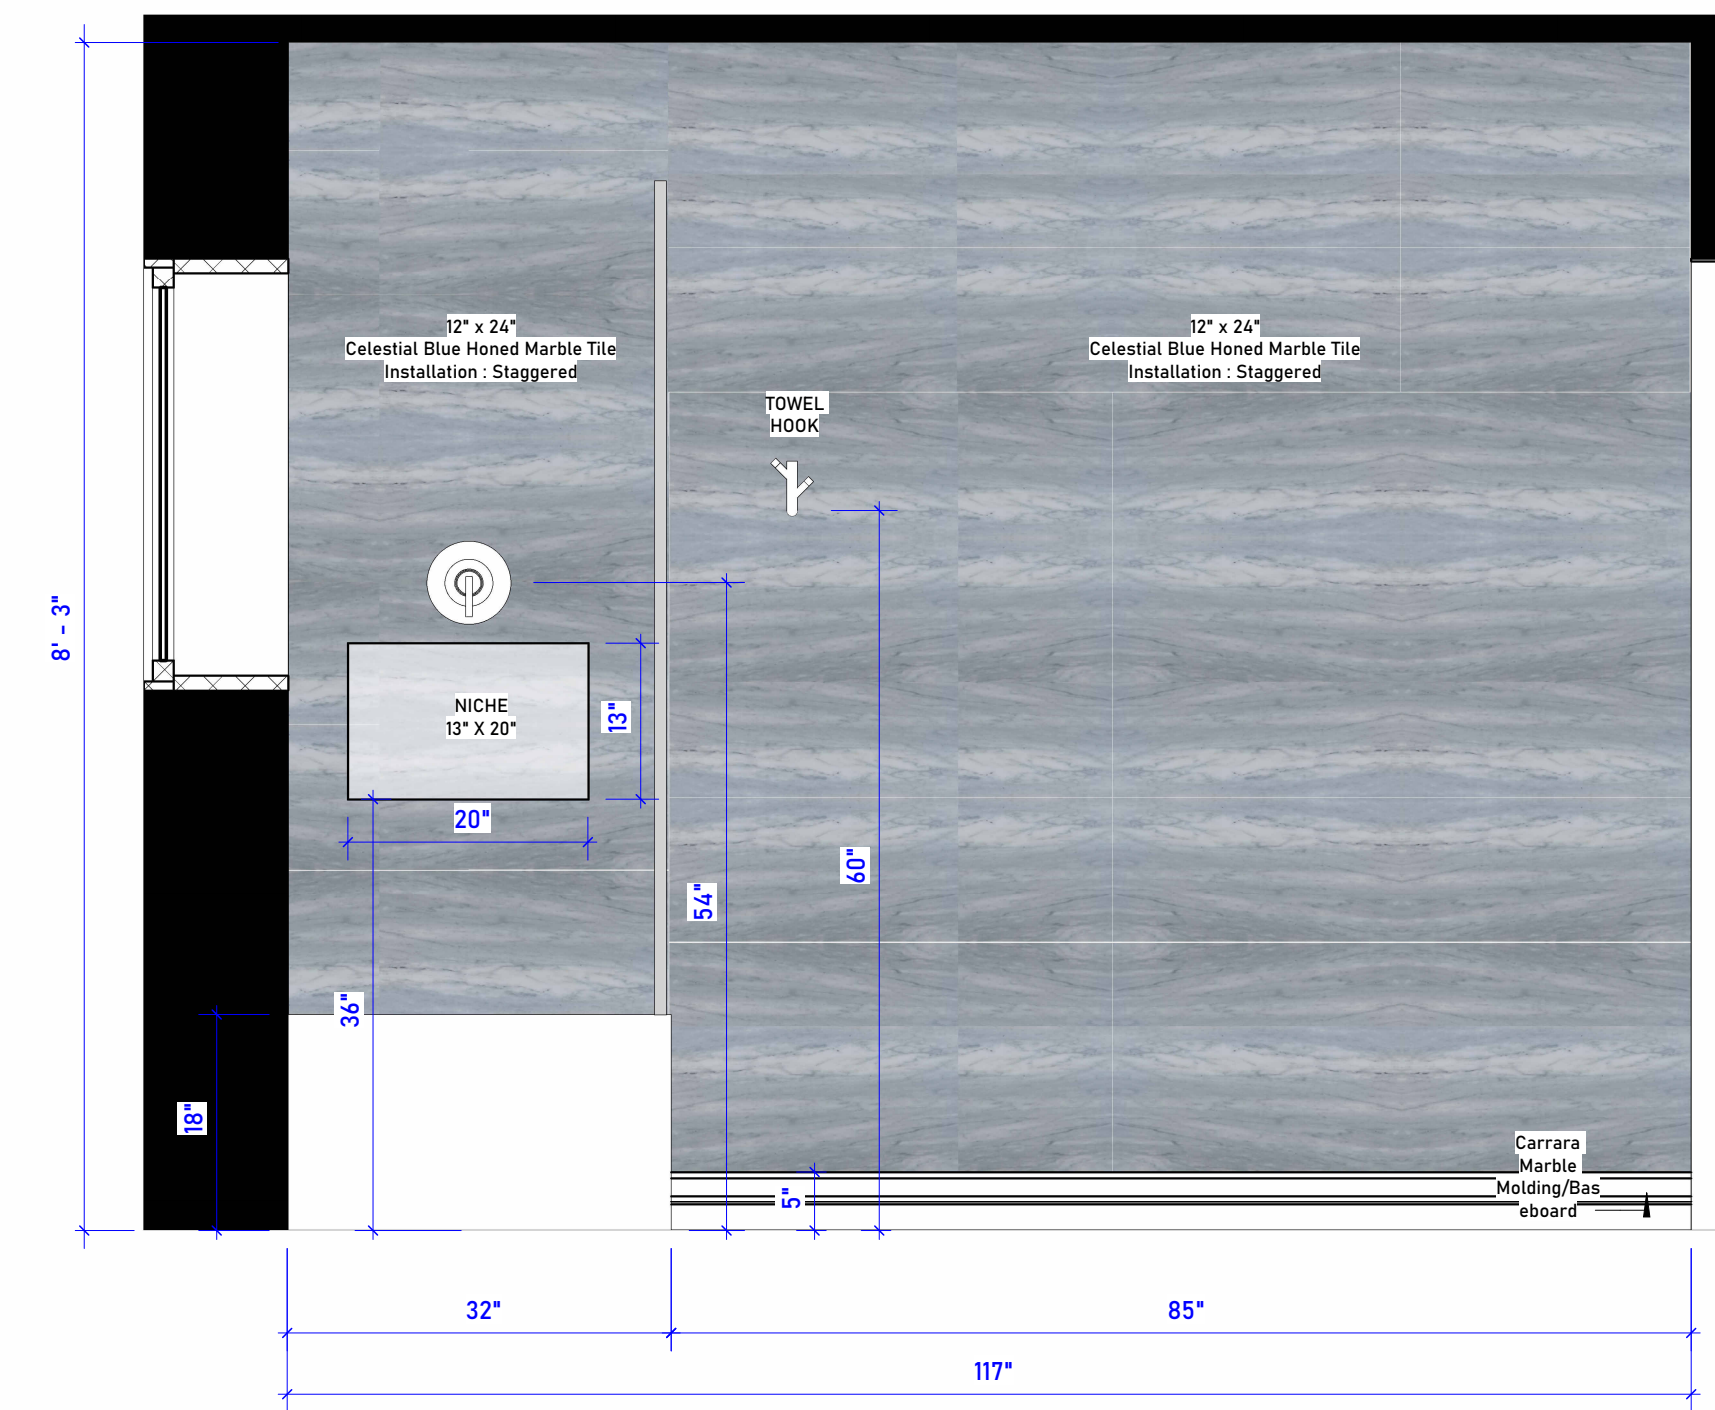 12" x 24"
Celestial Blue Honed Marble Tile
Installation : Staggered
12" x 24"
Celestial Blue Honed Marble Tile
Installation : Staggered
TOWEL
HOOK
8' - 3"
NICHE
13" X 20"
13"
20"
60"
54"
36"
18"
Carrara
Marble
Molding/Bas
eboard
5"
32"
85"
117"